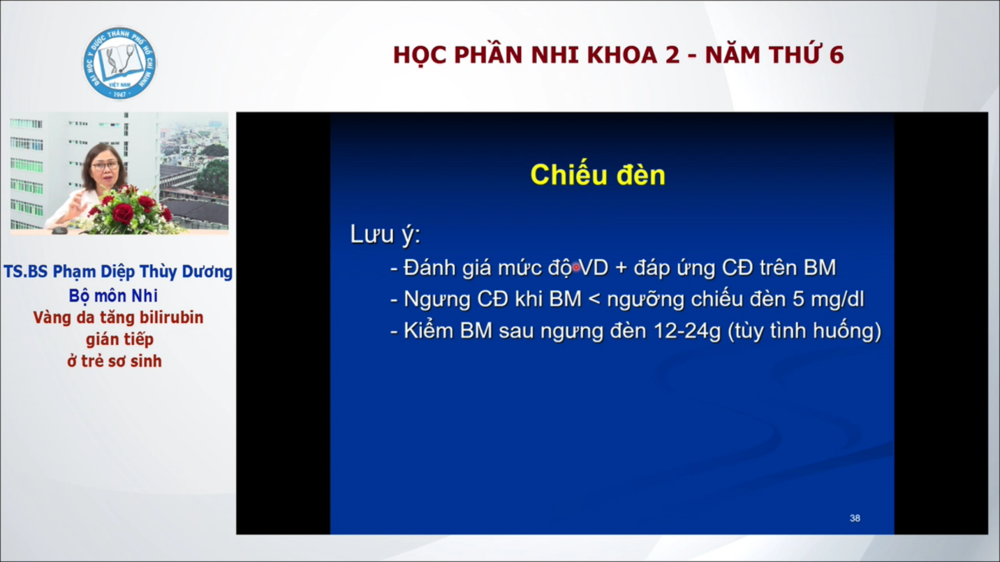 ĐẠI HỌC Y DƯỢC THÀNH PHỐ HỒ CHÍ MINH
VIỆT NAM
1947
HỌC PHẦN NHI KHOA 2 - NĂM THỨ 6
TS.BS Phạm Diệp Thùy Dương
Bộ môn Nhi
Vàng da tăng bilirubin
gián tiếp
ở trẻ sơ sinh
Chiếu đèn
Lưu ý:
- Đánh giá mức độ VD + đáp ứng CĐ trên BM
- Ngưng CĐ khi BM < ngưỡng chiếu đèn 5 mg/dl
- Kiểm BM sau ngưng đèn 12-24g (tùy tình huống)
38